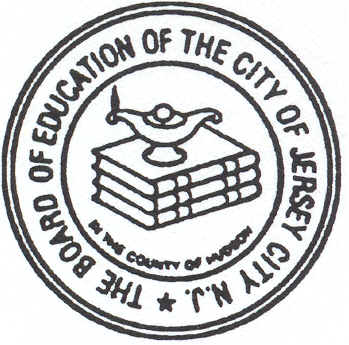 THE BOARD OF EDUCATION OF THE CITY OF JERSEY CITY N.J.
IN THE COUNTY OF HUDSON